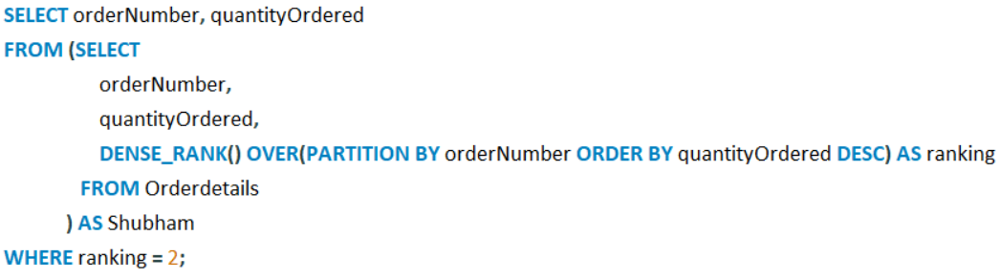 SELECT orderNumber, quantityOrdered
FROM (SELECT
orderNumber,
quantityOrdered,
DENSE_RANK() OVER(PARTITION BY orderNumber ORDER BY quantityOrdered DESC) AS ranking
FROM Orderdetails
) AS Shubham
WHERE ranking = 2;